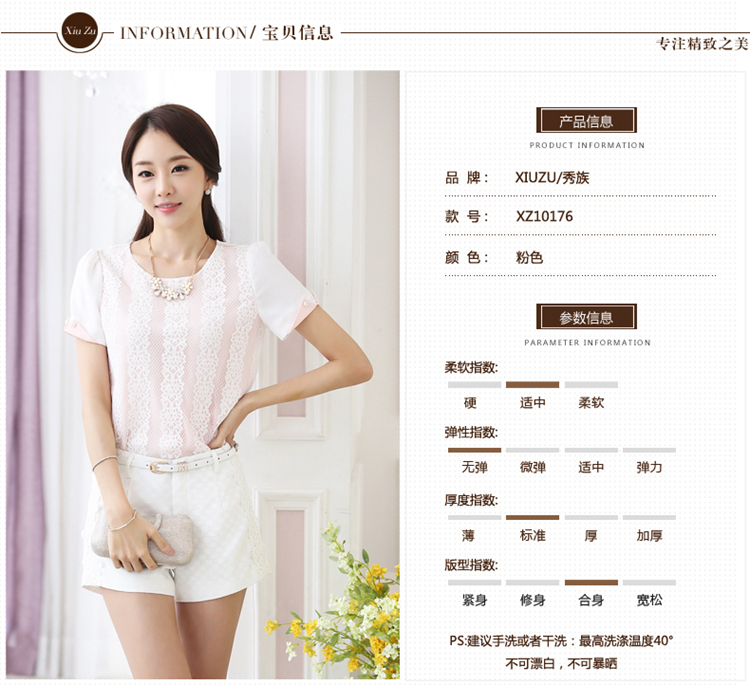 Xiu Zu
INFORMATION/ 宝贝信息
专注精致之美
产品信息
PRODUCT INFORMATION
品 牌： XIUZU/秀族
款 号： XZ10176
颜 色： 粉色
参数信息
PARAMETER INFORMATION
柔软指数:
硬 适中 柔软
弹性指数:
无弹 微弹 适中 弹力
厚度指数:
薄 标准 厚 加厚
版型指数:
紧身 修身 合身 宽松
PS:建议手洗或者干洗：最高洗涤温度40°
不可漂白，不可暴晒